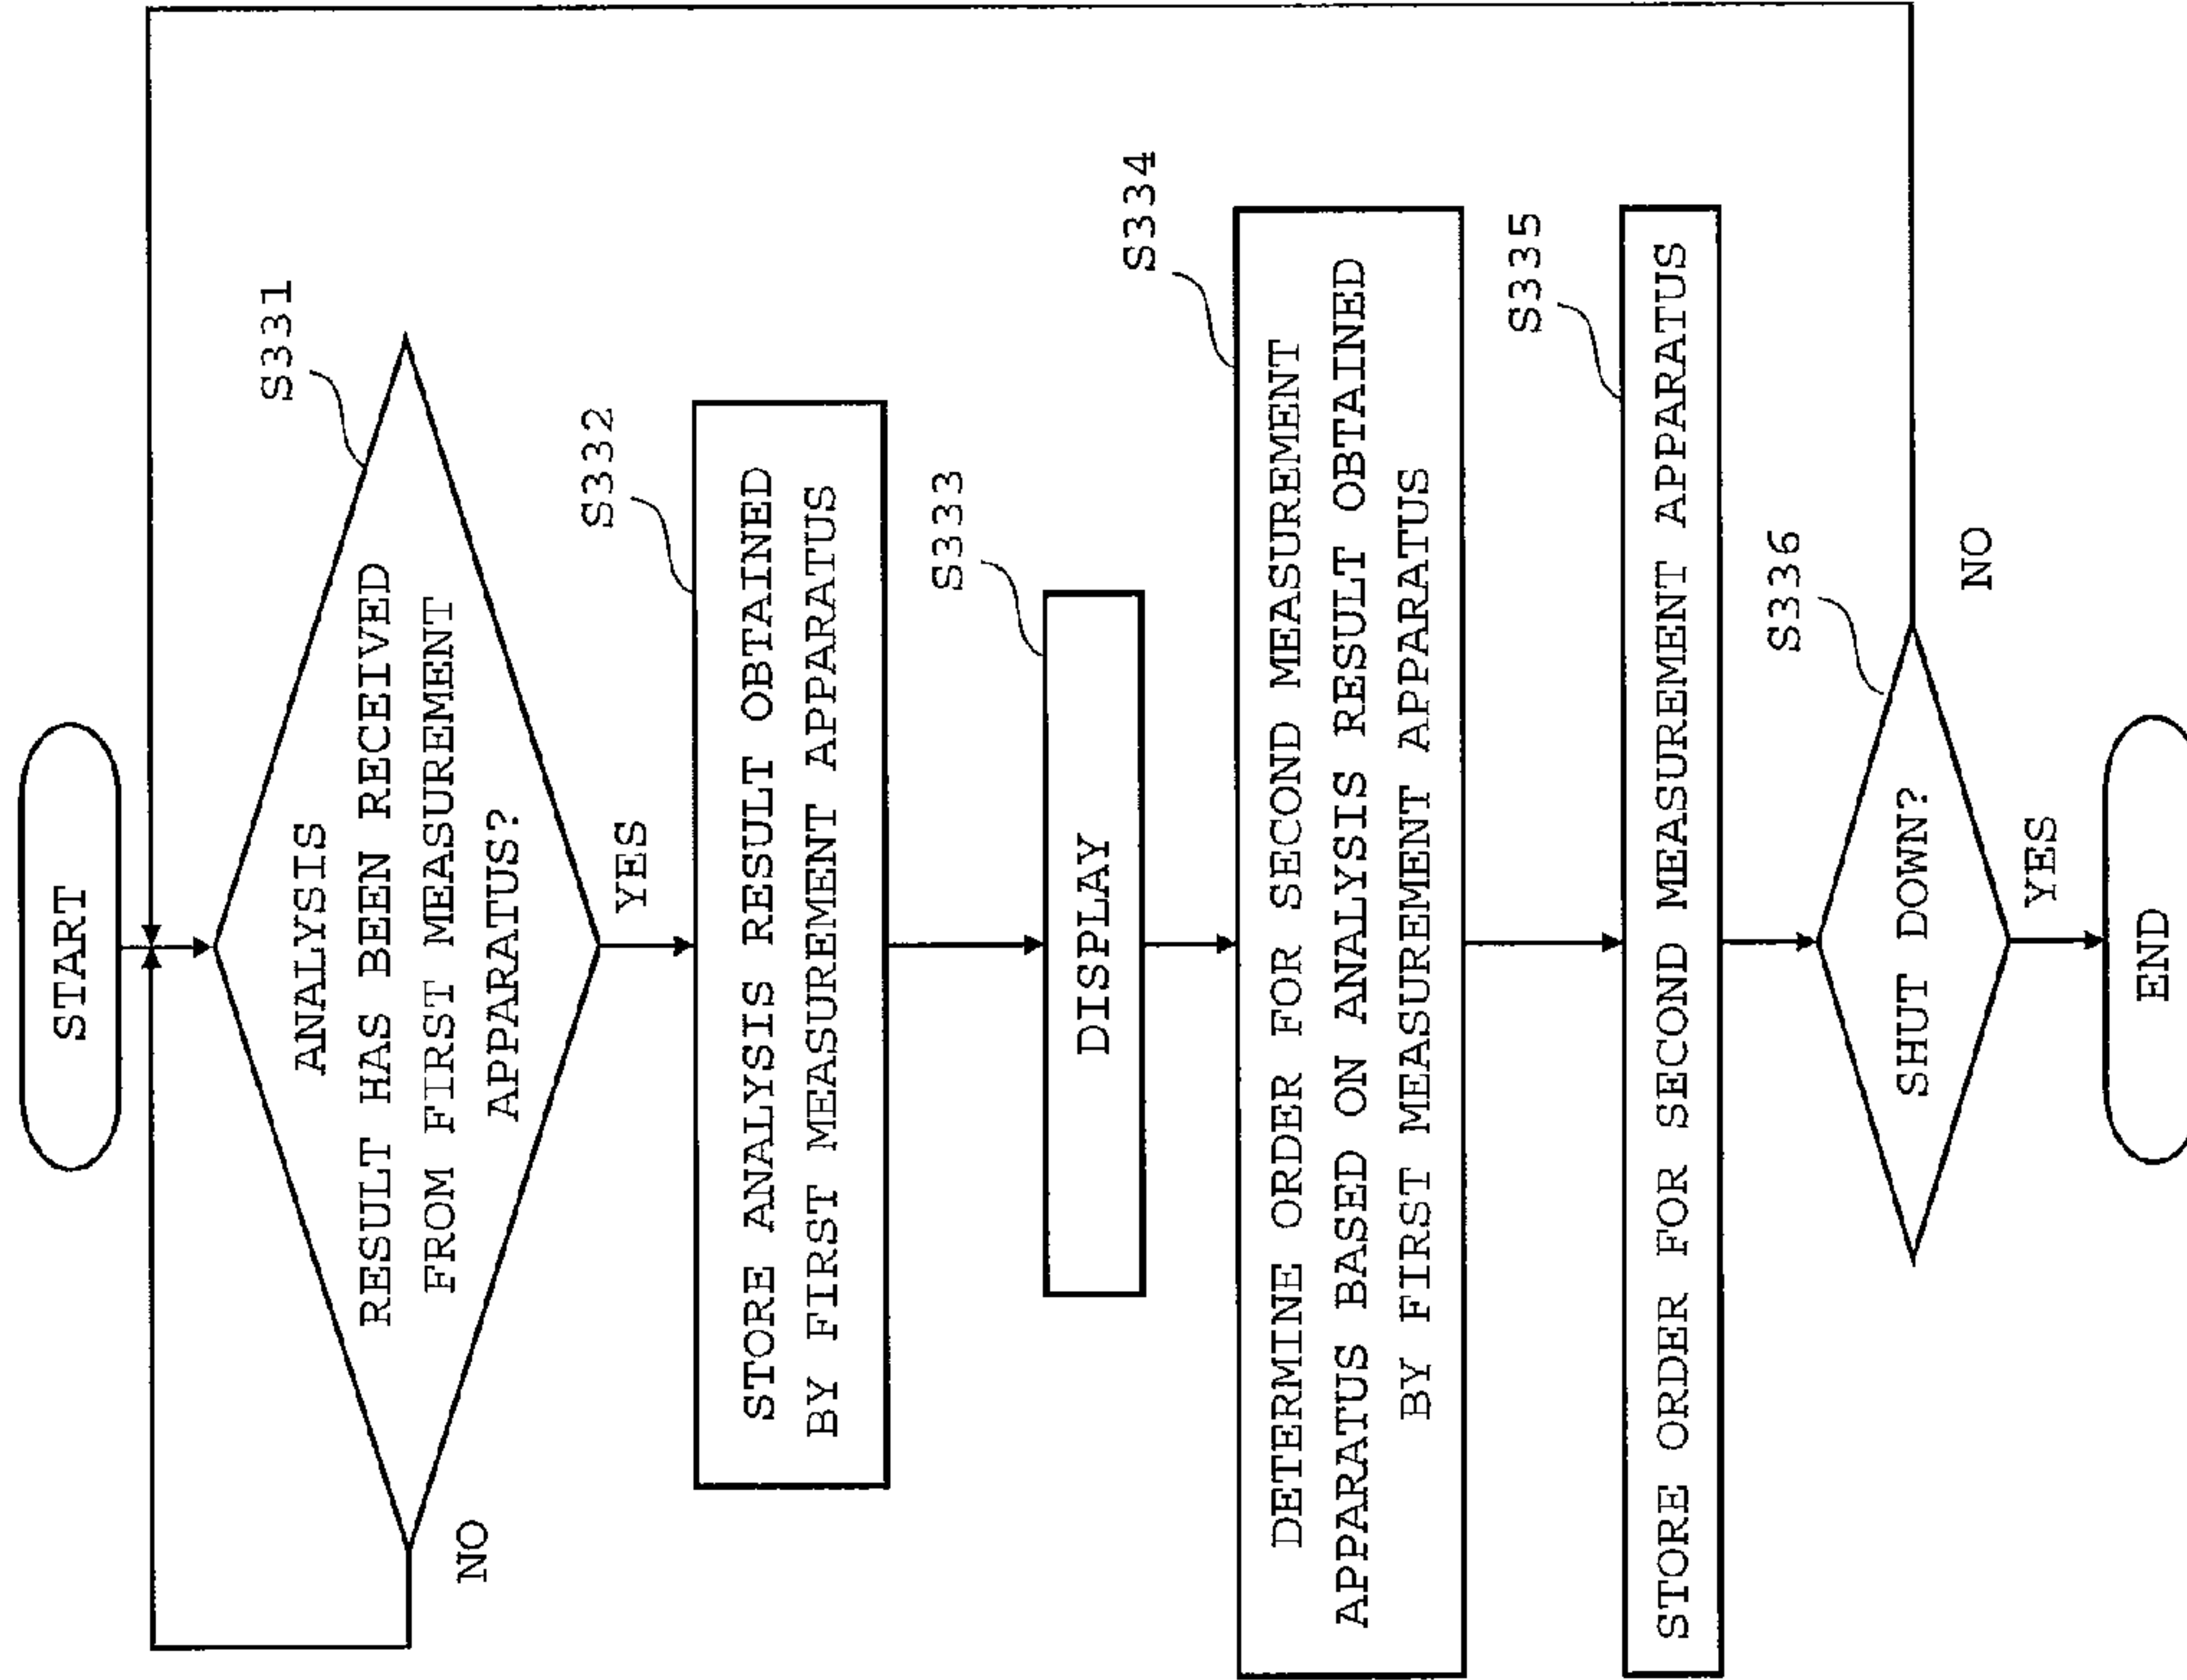 START
S331
ANALYSIS
RESULT HAS BEEN RECEIVED
FROM FIRST MEASUREMENT
APPARATUS?
NO
YES
S332
STORE ANALYSIS RESULT OBTAINED
BY FIRST MEASUREMENT APPARATUS
S333
DISPLAY
S334
DETERMINE ORDER FOR SECOND MEASUREMENT
APPARATUS BASED ON ANALYSIS RESULT OBTAINED
BY FIRST MEASUREMENT APPARATUS
S335
STORE ORDER FOR SECOND MEASUREMENT APPARATUS
S336
SHUT DOWN?
NO
YES
END